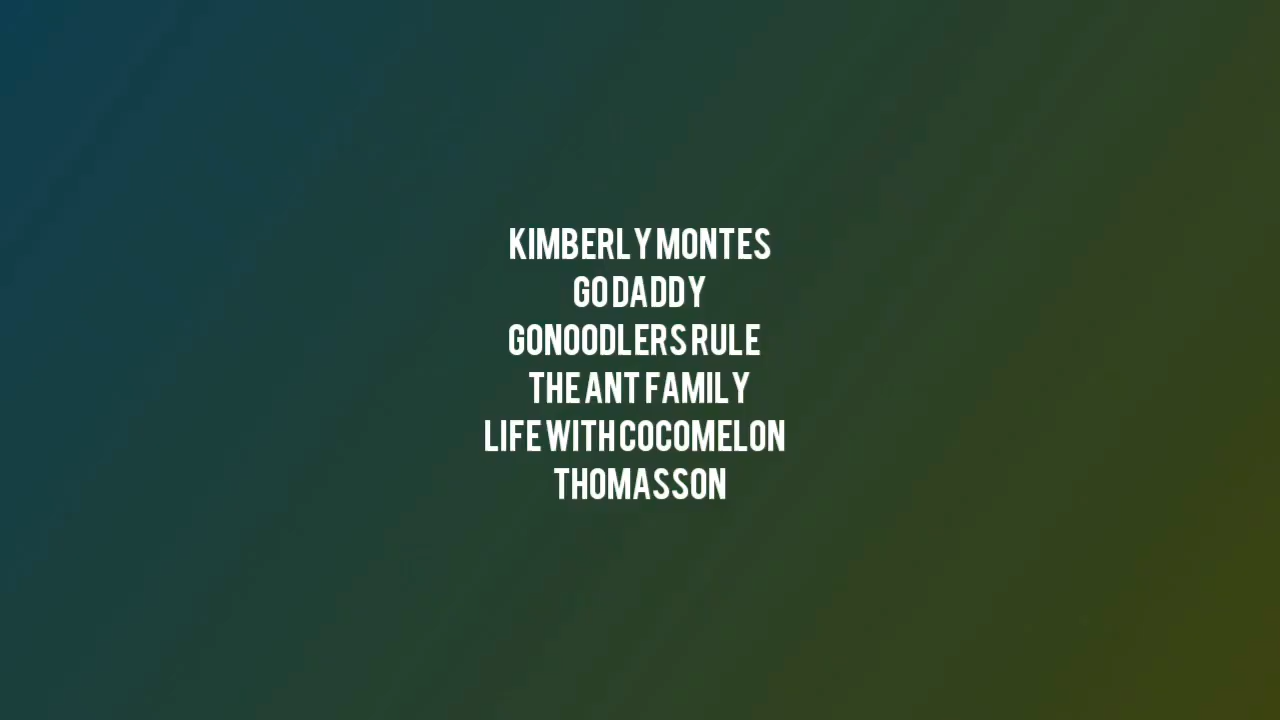 KIMBERLY MONTES
GO DADDY
GONOODLERS RULE
THE ANT FAMILY
LIFE WITH COCOMELON
THOMASSON